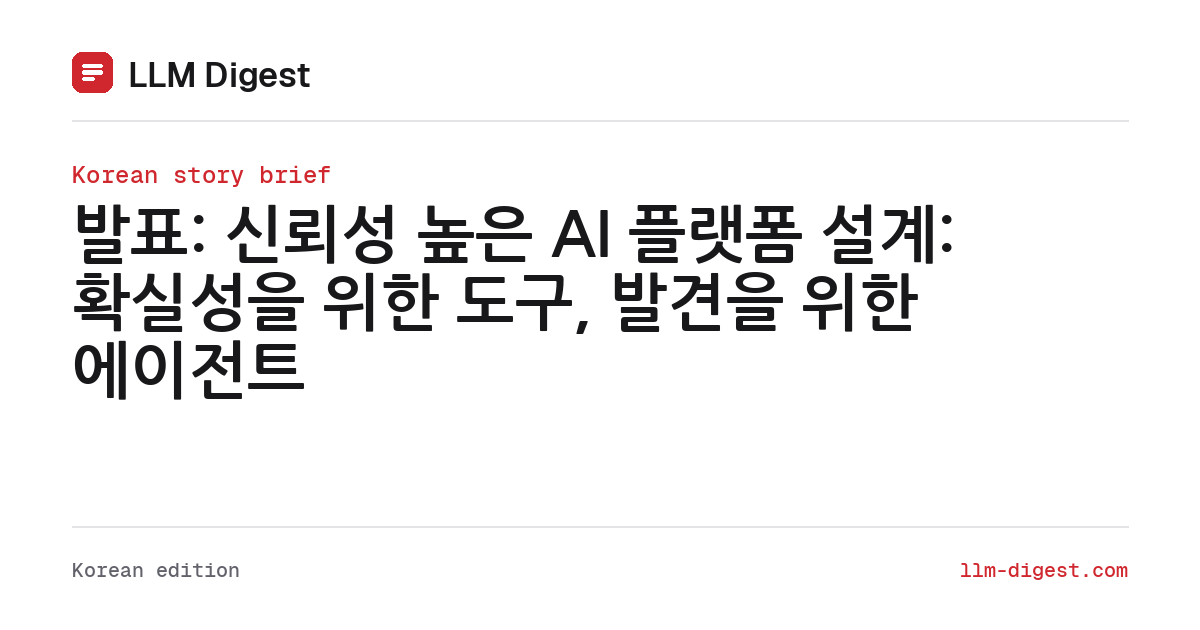 LLM Digest
Korean story brief
발표: 신뢰성 높은 AI 플랫폼 설계:
확실성을 위한 도구, 발견을 위한
에이전트
Korean edition
llm-digest.com